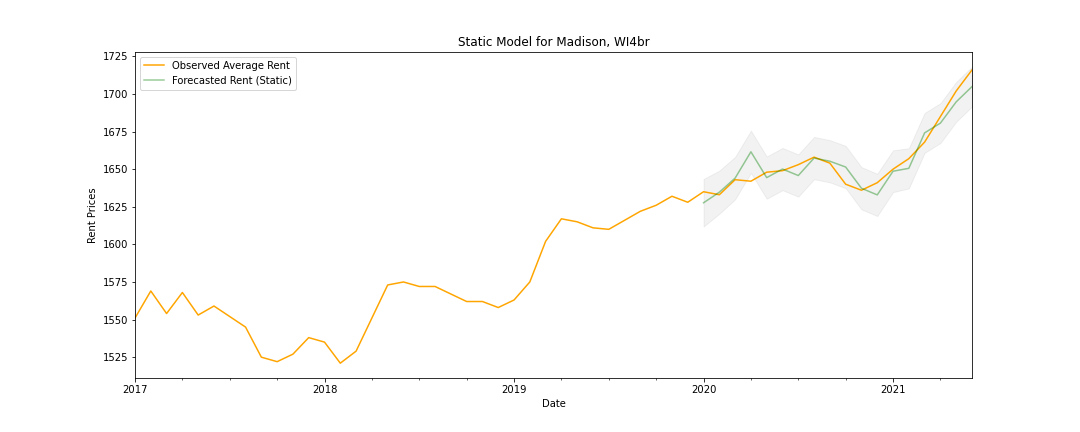 Static Model for Madison, WI4br
Observed Average Rent
Forecasted Rent (Static)
1725
1700
1675
1650
1625
1600
1575
1550
1525
Rent Prices
2017
2018
2019
2020
2021
Date